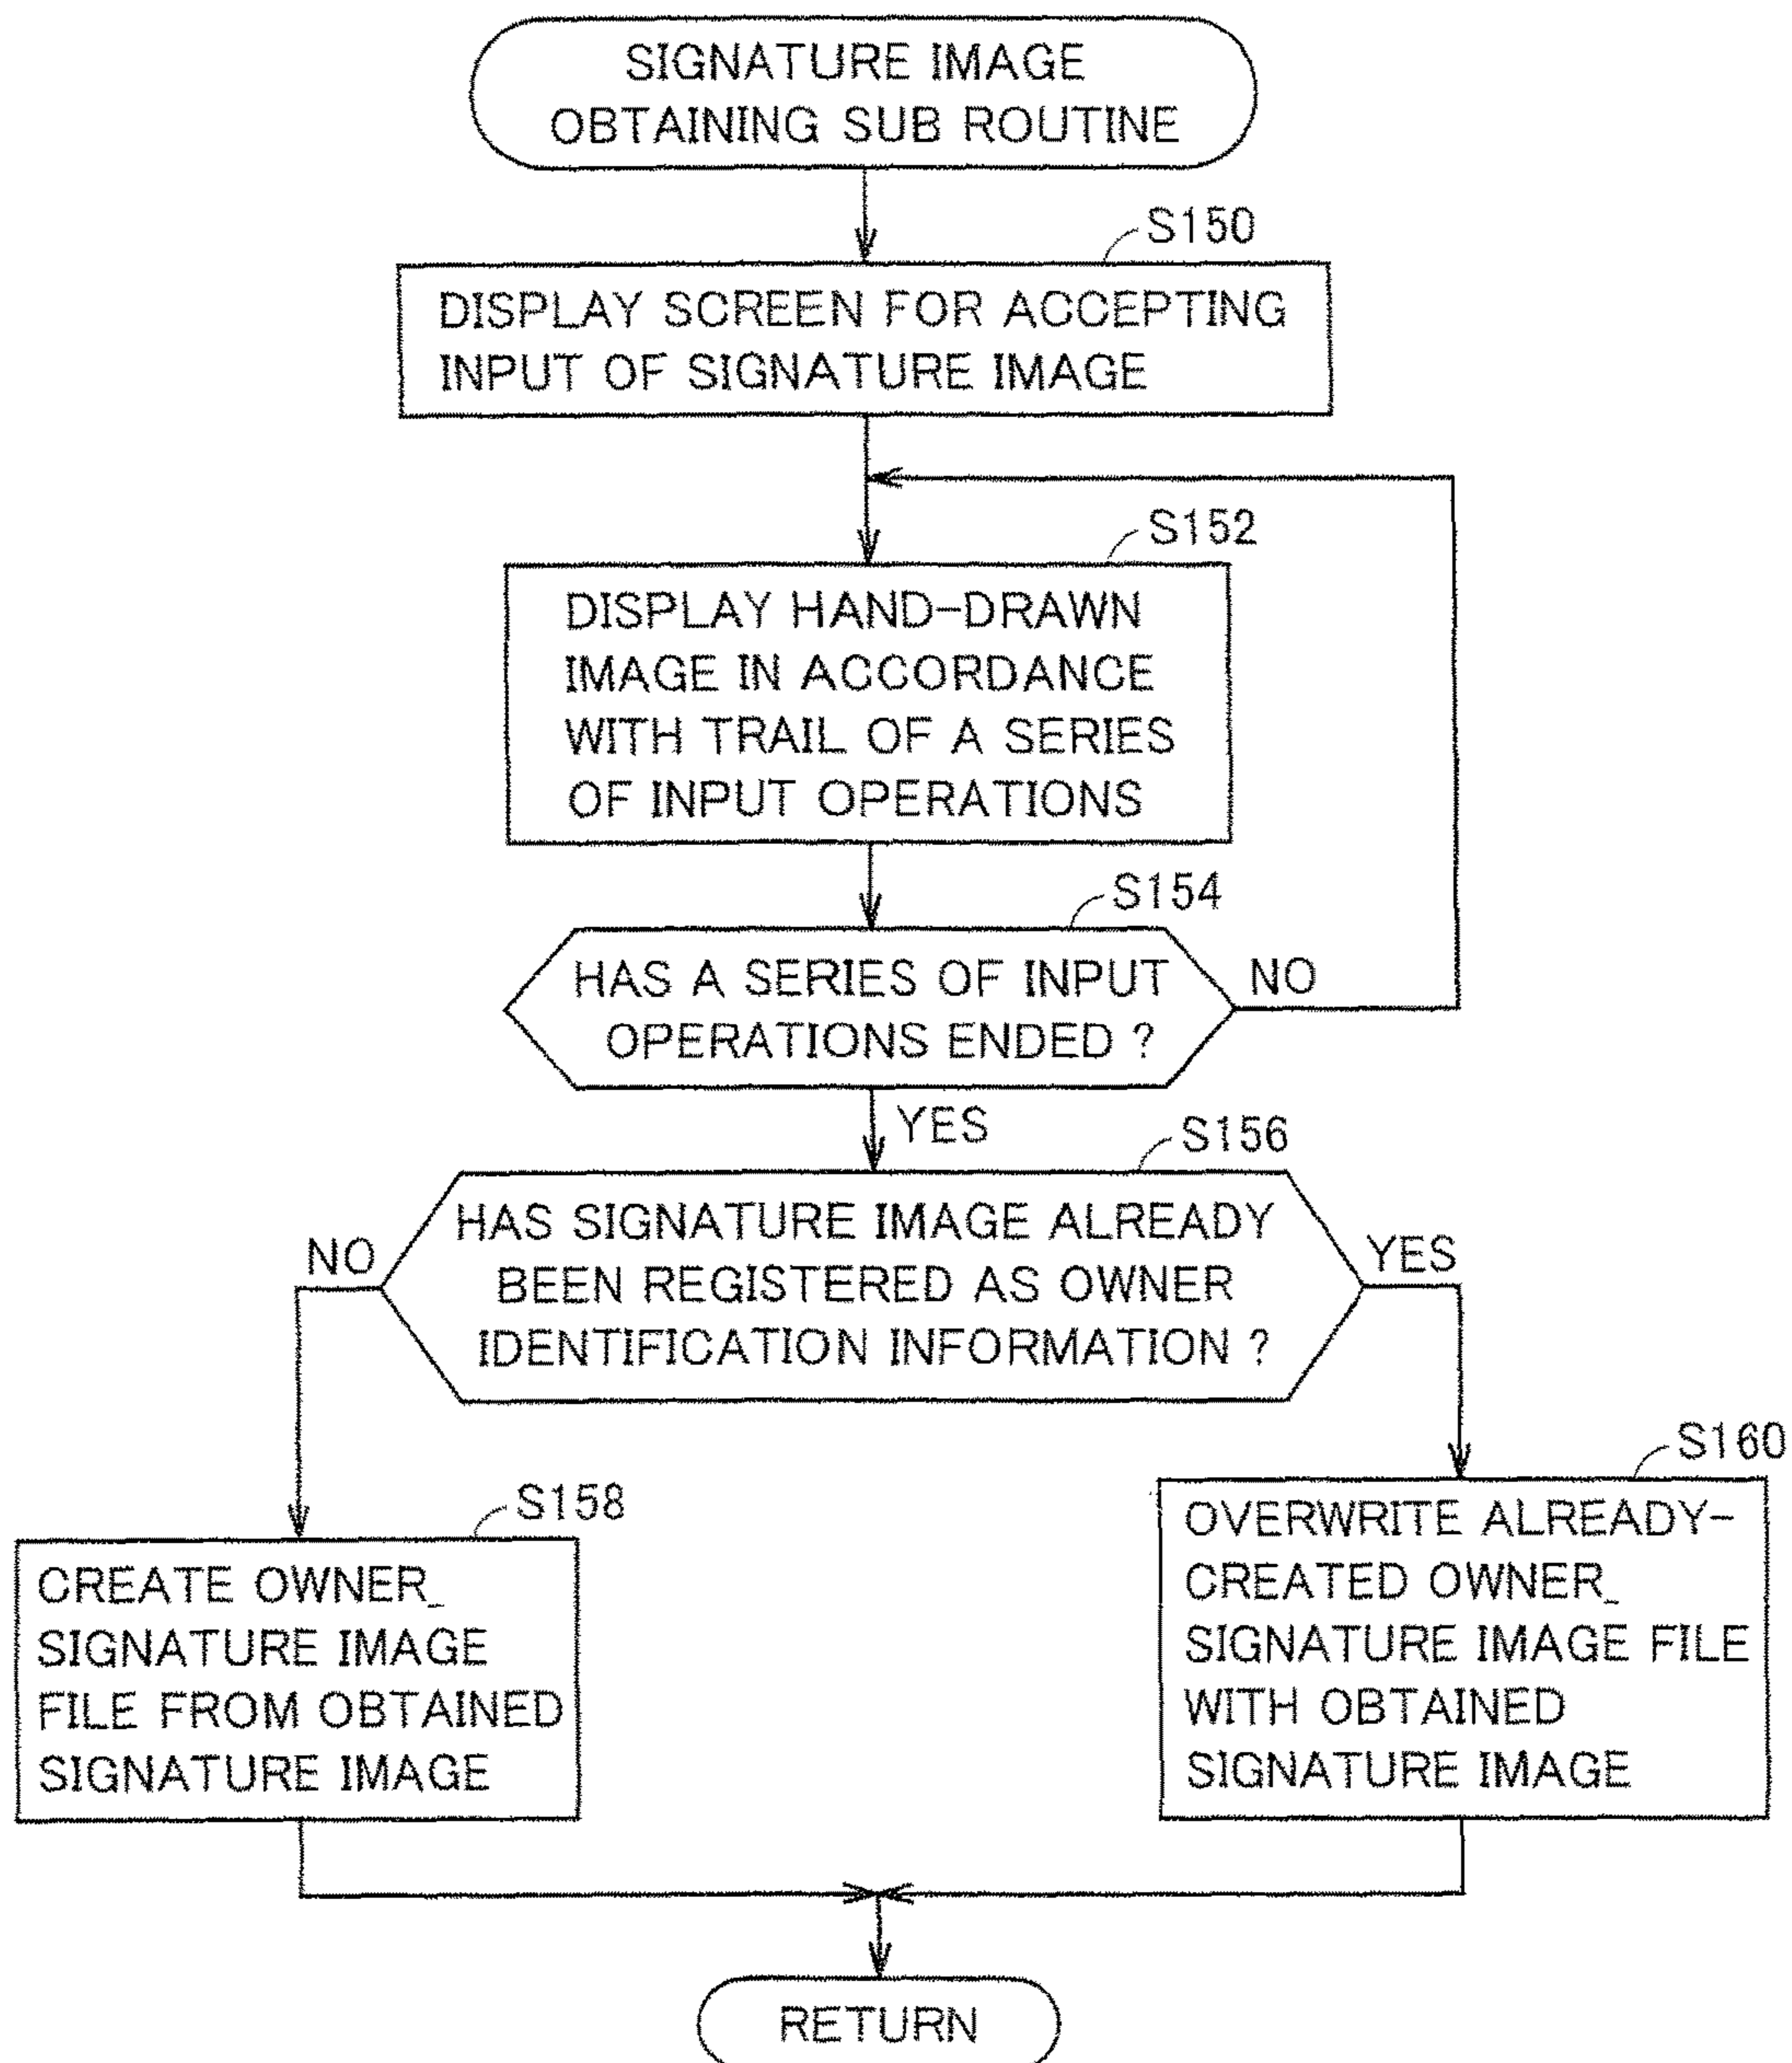 SIGNATURE IMAGE
OBTAINING SUB ROUTINE
S150
DISPLAY SCREEN FOR ACCEPTING
INPUT OF SIGNATURE IMAGE
S152
DISPLAY HAND-DRAWN
IMAGE IN ACCORDANCE
WITH TRAIL OF A SERIES
OF INPUT OPERATIONS
S154
HAS A SERIES OF INPUT
OPERATIONS ENDED ?
NO
YES
S156
HAS SIGNATURE IMAGE ALREADY
BEEN REGISTERED AS OWNER
IDENTIFICATION INFORMATION ?
NO
YES
S158
CREATE OWNER_
SIGNATURE IMAGE
FILE FROM OBTAINED
SIGNATURE IMAGE
S160
OVERWRITE ALREADY-
CREATED OWNER_
SIGNATURE IMAGE FILE
WITH OBTAINED
SIGNATURE IMAGE
RETURN